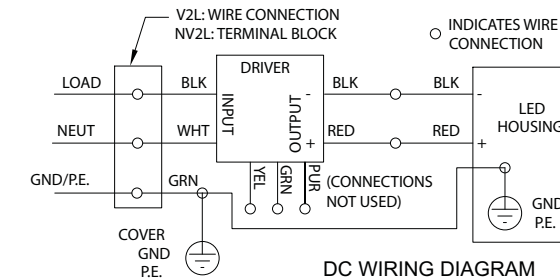 V2L: WIRE CONNECTION
NV2L: TERMINAL BLOCK
INDICATES WIRE
CONNECTION
LOAD
BLK
DRIVER
BLK
BLK
-
-
INPUT
OUTPUT
LED
HOUSING
NEUT
WHT
+
RED
RED
+
GND/P.E.
GRN
YEL
GRN
PUR
(CONNECTIONS
NOT USED)
COVER
GND
P.E.
GND
P.E.
DC WIRING DIAGRAM